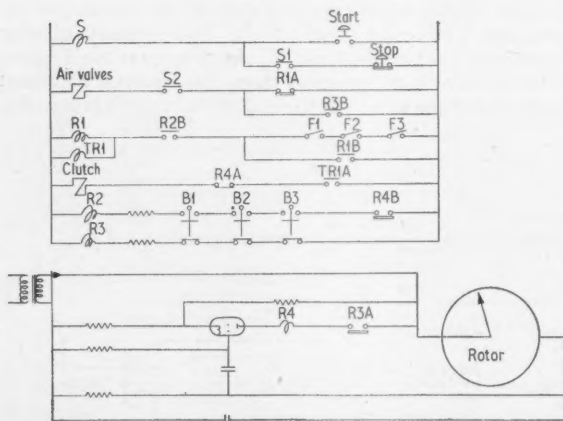 Start
S
S1
Stop
Air valves
S2
R1A
R3B
R1
R2B
F1 F2 F3
TR1
R1B
Clutch
R4A
TR1A
R2
B1 B2 B3
R4B
R3
R4
R3A
Rotor